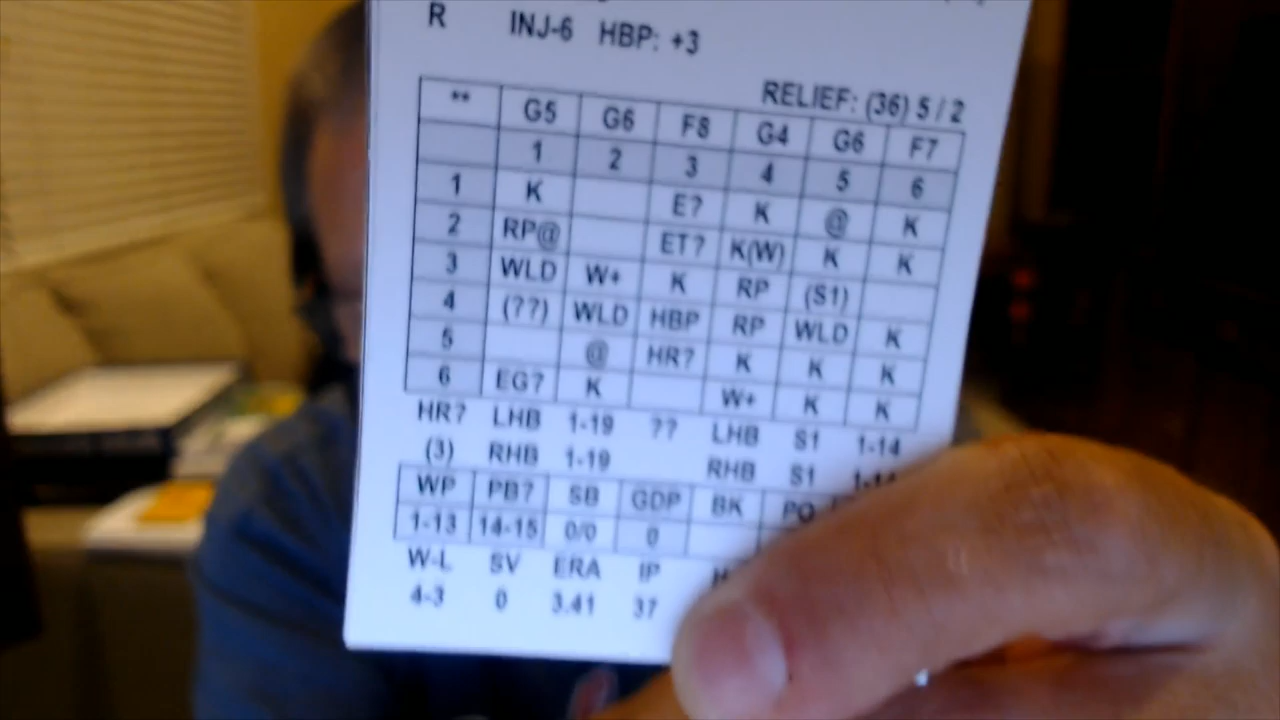 R INJ-6 HBP: +3
RELIEF: (36) 5 / 2
** G5 G6 F8 G4 G6 F7
1 2 3 4 5 6
1 K E? K @ K
2 RP@ ET? K(W) K K
3 WLD W+ K RP (S1)
4 (??) WLD HBP RP WLD K
5 @ HR? K K K
6 EG? K W+ K K
HR? LHB 1-19 ?? LHB S1 1-14
(3) RHB 1-19 RHB S1 1-14
WP PB? SB GDP BK PO
1-13 14-15 0/0 0
W-L SV ERA IP
4-3 0 3.41 37